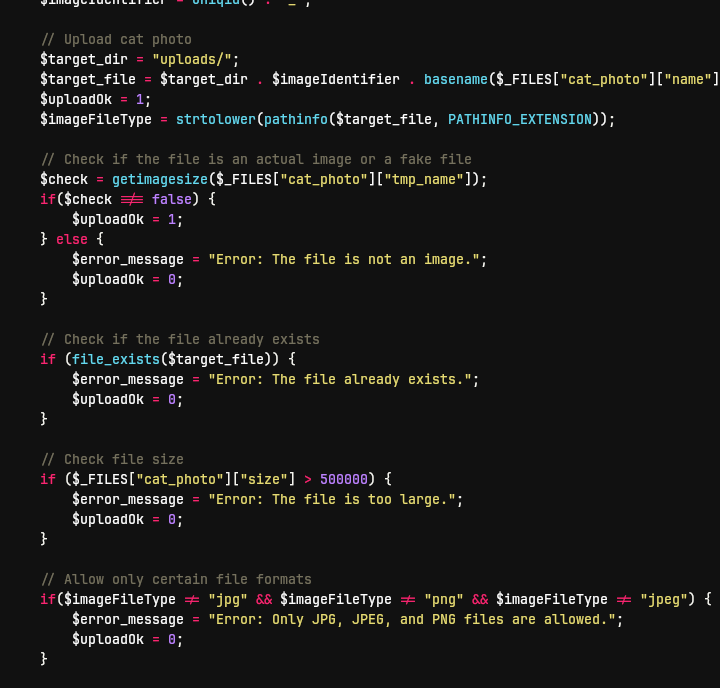 $imageIdentifier = uniqid() . "_";
// Upload cat photo
$target_dir = "uploads/";
$target_file = $target_dir . $imageIdentifier . basename($_FILES["cat_photo"]["name"]
$uploadOk = 1;
$imageFileType = strtolower(pathinfo($target_file, PATHINFO_EXTENSION));
// Check if the file is an actual image or a fake file
$check = getimagesize($_FILES["cat_photo"]["tmp_name"]);
if($check !== false) {
    $uploadOk = 1;
} else {
    $error_message = "Error: The file is not an image.";
    $uploadOk = 0;
}
// Check if the file already exists
if (file_exists($target_file)) {
    $error_message = "Error: The file already exists.";
    $uploadOk = 0;
}
// Check file size
if ($_FILES["cat_photo"]["size"] > 500000) {
    $error_message = "Error: The file is too large.";
    $uploadOk = 0;
}
// Allow only certain file formats
if($imageFileType != "jpg" && $imageFileType != "png" && $imageFileType != "jpeg") {
    $error_message = "Error: Only JPG, JPEG, and PNG files are allowed.";
    $uploadOk = 0;
}